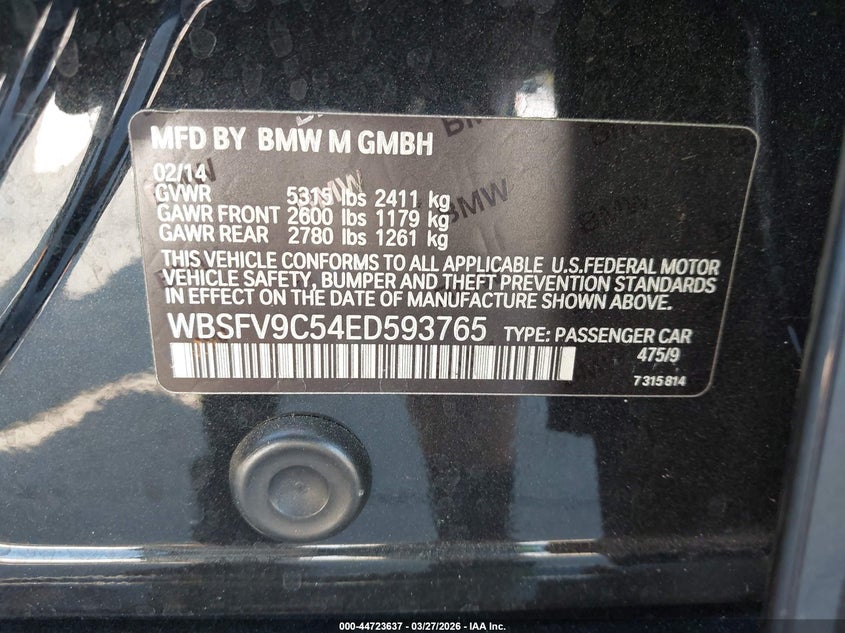 MFD BY BMW M GMBH
02/14
GVWR 5315 lbs 2411 kg
GAWR FRONT 2600 lbs 1179 kg
GAWR REAR 2780 lbs 1261 kg
THIS VEHICLE CONFORMS TO ALL APPLICABLE U.S.FEDERAL MOTOR
VEHICLE SAFETY, BUMPER AND THEFT PREVENTION STANDARDS
IN EFFECT ON THE DATE OF MANUFACTURE SHOWN ABOVE.
WBSFV9C54ED593765 TYPE: PASSENGER CAR
475/9
7315814
BMW
BMW
000-44723637 - 03/27/2026 - IAA Inc.